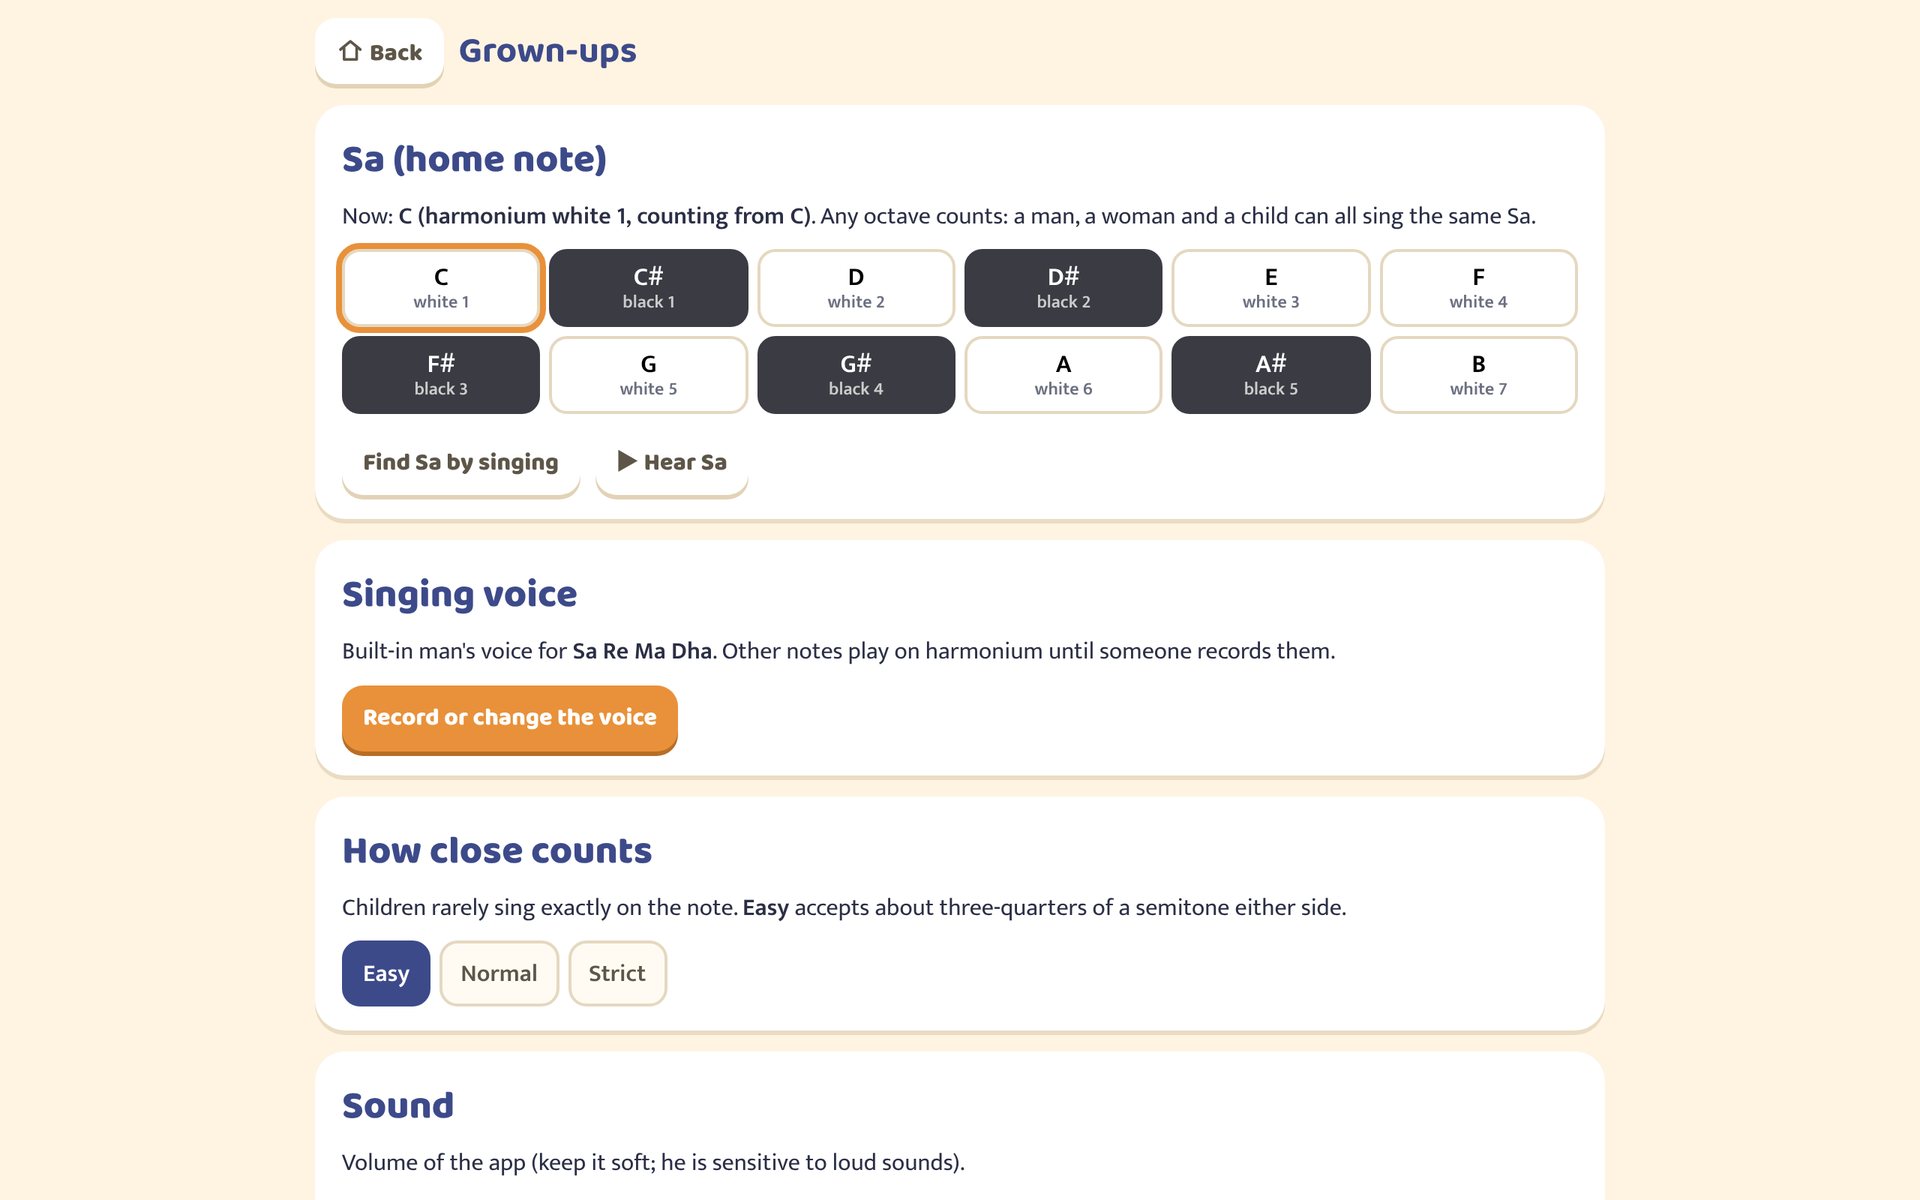 Back
Grown-ups
Sa (home note)
Now: C (harmonium white 1, counting from C). Any octave counts: a man, a woman and a child can all sing the same Sa.
C
white 1
C#
black 1
D
white 2
D#
black 2
E
white 3
F
white 4
F#
black 3
G
white 5
G#
black 4
A
white 6
A#
black 5
B
white 7
Find Sa by singing
Hear Sa
Singing voice
Built-in man's voice for Sa Re Ma Dha. Other notes play on harmonium until someone records them.
Record or change the voice
How close counts
Children rarely sing exactly on the note. Easy accepts about three-quarters of a semitone either side.
Easy
Normal
Strict
Sound
Volume of the app (keep it soft; he is sensitive to loud sounds).